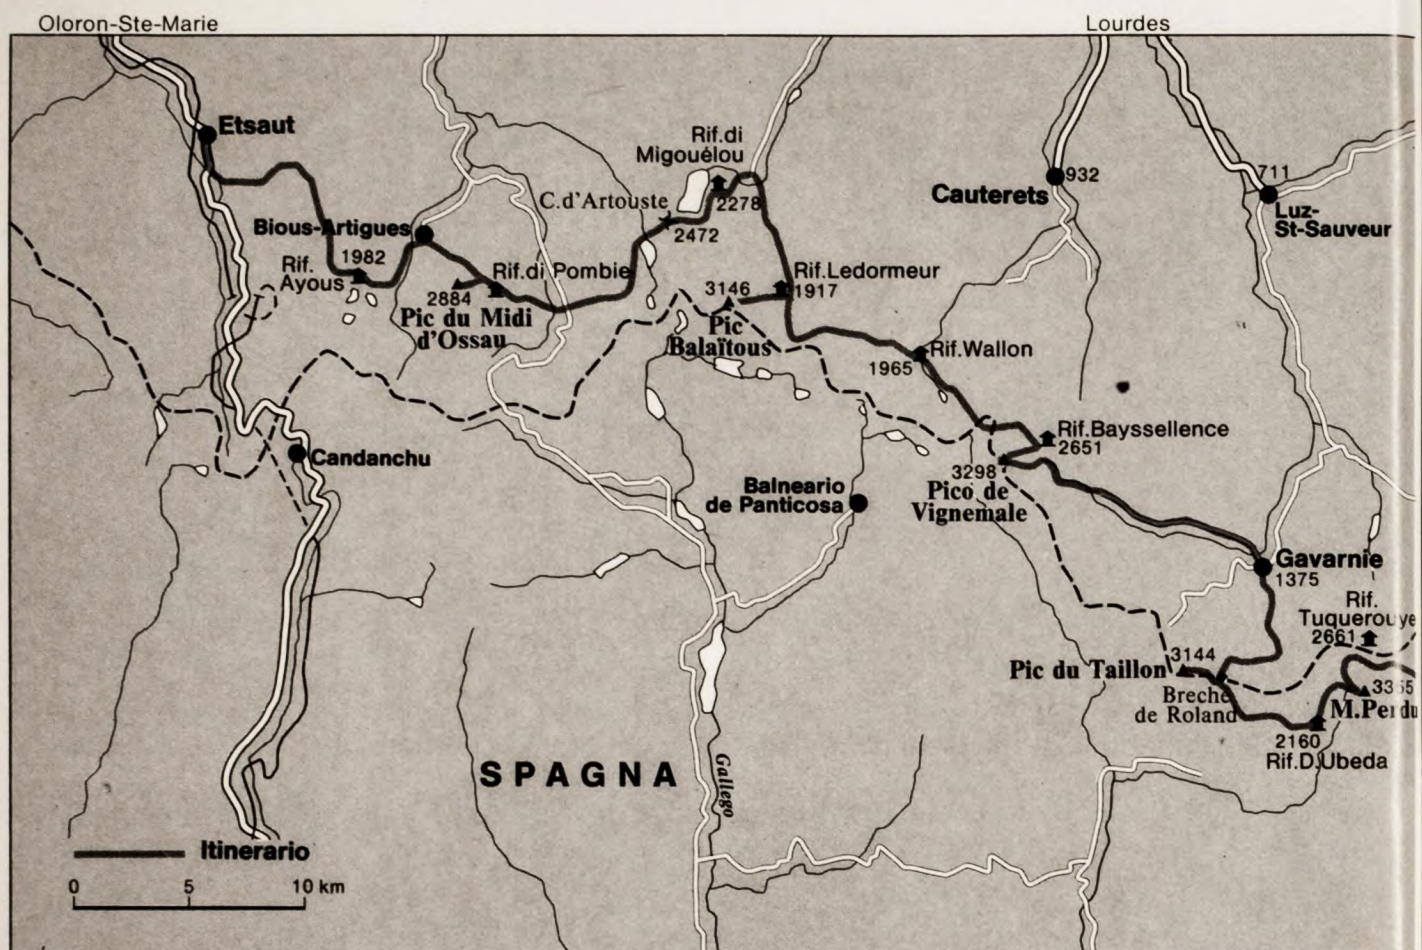 Oloron-Ste-Marie
Lourdes
Etsaut
Rif.di
Migouélou
2278
C.d'Artouste
2472
932
Cauterets
711
Luz-
St-Sauveur
Bious-Artigues
1982
Rif.
Ayous
Rif.di Pombie
2884
Pic du Midi
d'Ossau
Rif.Ledormeur
1917
3146
Pic
Balaïtous
Rif.Wallon
1965
Rif.Bayssellence
2651
3298
Pico de
Vignemale
Candanchu
Balneario
de Panticosa
Gavarnie
1375
Rif.
Tuquerouye
2661
3144
Pic du Taillon
Breche
de Roland
3355
M.Perdu
2160
Rif.D.Ubeda
SPAGNA
Gallego
Itinerario
0 5 10 km